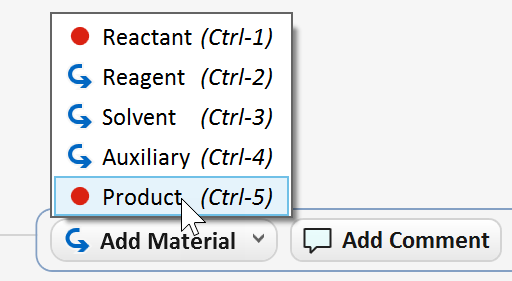 Reactant (Ctrl-1)
Reagent (Ctrl-2)
Solvent (Ctrl-3)
Auxiliary (Ctrl-4)
Product (Ctrl-5)
Add Material Add Comment